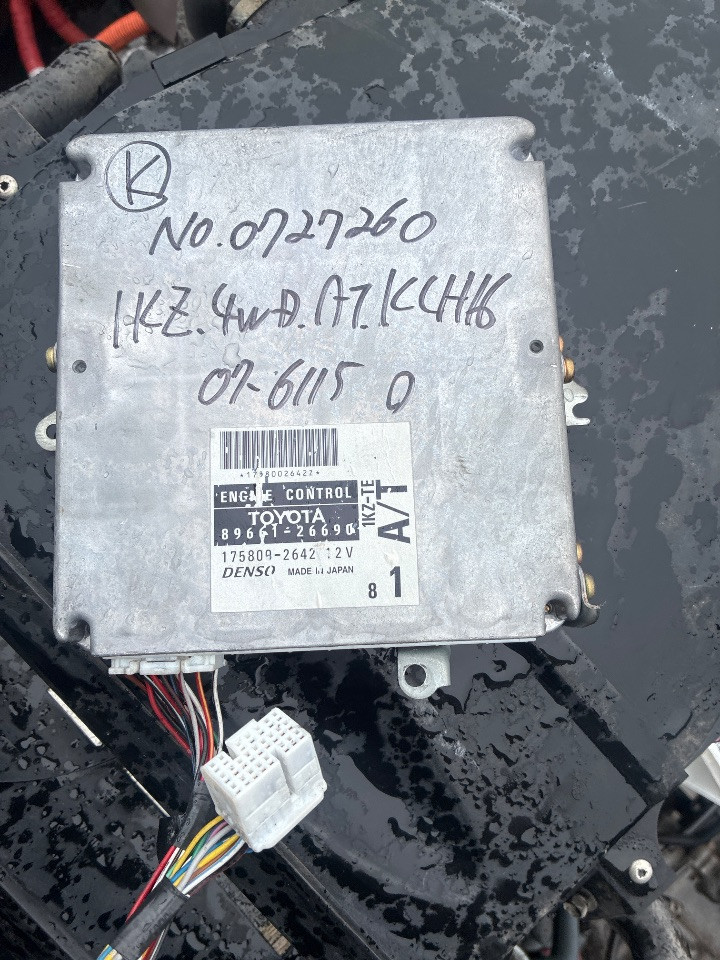 K
No.0727260
1KZ.4WD.AT.KCH16
07-6115 0
*1758002642Z*
ENGINE CONTROL
TOYOTA
89661-26690
175800-2642 12V
DENSO MADE IN JAPAN
1KZ-TE
A/T
8 1